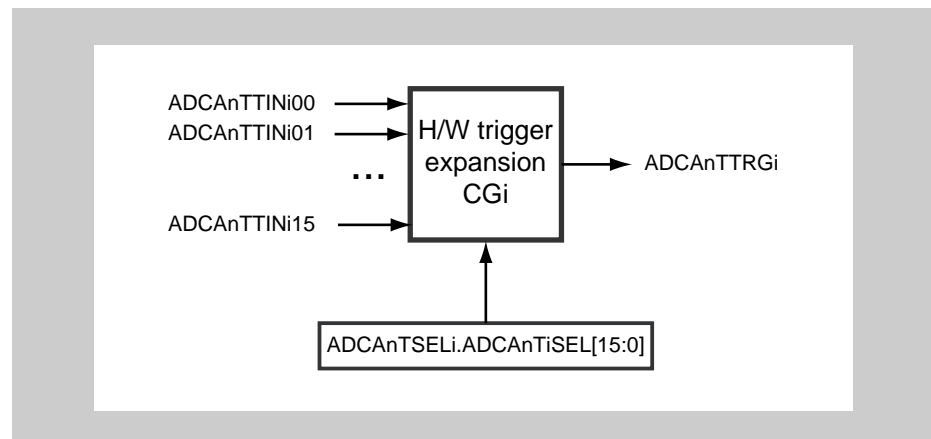 ADCAnTTINi00
ADCAnTTINi01
...
ADCAnTTINi15
H/W trigger
expansion
CGi
ADCAnTTRGi
ADCAnTSELi.ADCAnTiSEL[15:0]